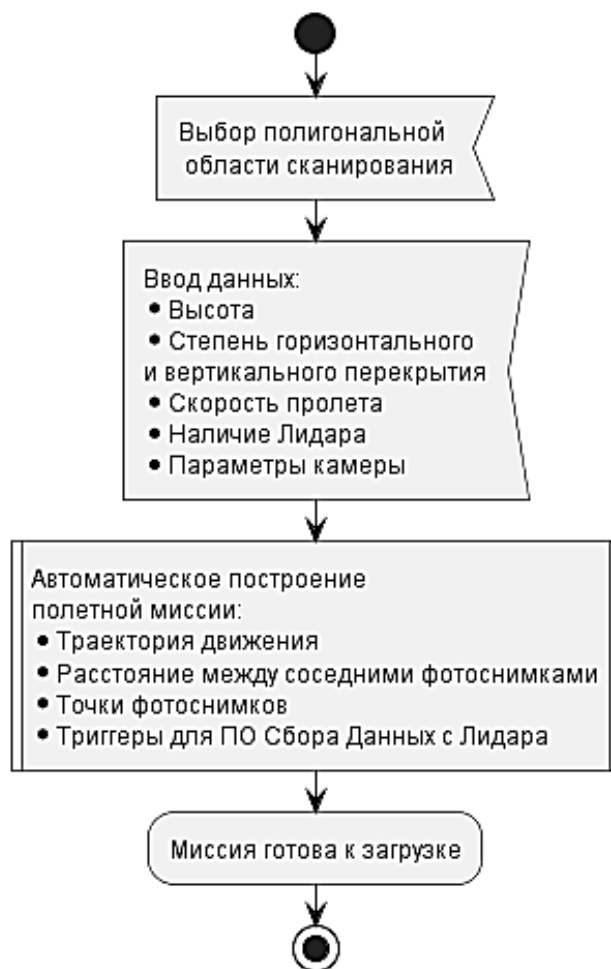 Выбор полигональной
области сканирования
Ввод данных:
• Высота
• Степень горизонтального
и вертикального перекрытия
• Скорость пролета
• Наличие Лидара
• Параметры камеры
Автоматическое построение
полетной миссии:
• Траектория движения
• Расстояние между соседними фотоснимками
• Точки фотоснимков
• Триггеры для ПО Сбора Данных с Лидара
Миссия готова к загрузке